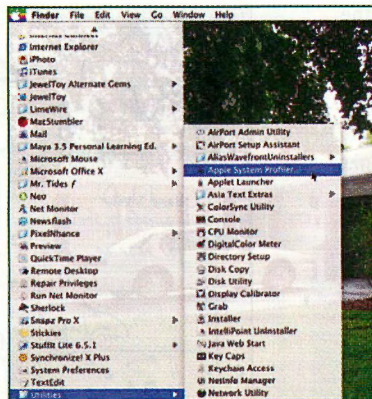 Finder File Edit View Go Window Help
Internet Connect
Internet Explorer
iPhoto
iTunes
JewelToy Alternate Gems
JewelToy
LimeWire
MacStumbler
Mail
Maya 3.5 Personal Learning Ed.
Microsoft Mouse
Microsoft Office X
Mr. Tides f
Neo
Net Monitor
Newsflash
PixelNhance
Preview
QuickTime Player
Remote Desktop
Repair Privileges
Run Net Monitor
Sherlock
Snapz Pro X
Stickies
StuffIt Lite 6.5.1
Synchronize! X Plus
System Preferences
TextEdit
Utilities
AirPort Admin Utility
AirPort Setup Assistant
AliasWavefrontUninstallers
Apple System Profiler
Applet Launcher
Asia Text Extras
ColorSync Utility
Console
CPU Monitor
DigitalColor Meter
Directory Setup
Disk Copy
Disk Utility
Display Calibrator
Grab
Installer
IntelliPoint Uninstaller
Java Web Start
Key Caps
Keychain Access
NetInfo Manager
Network Utility